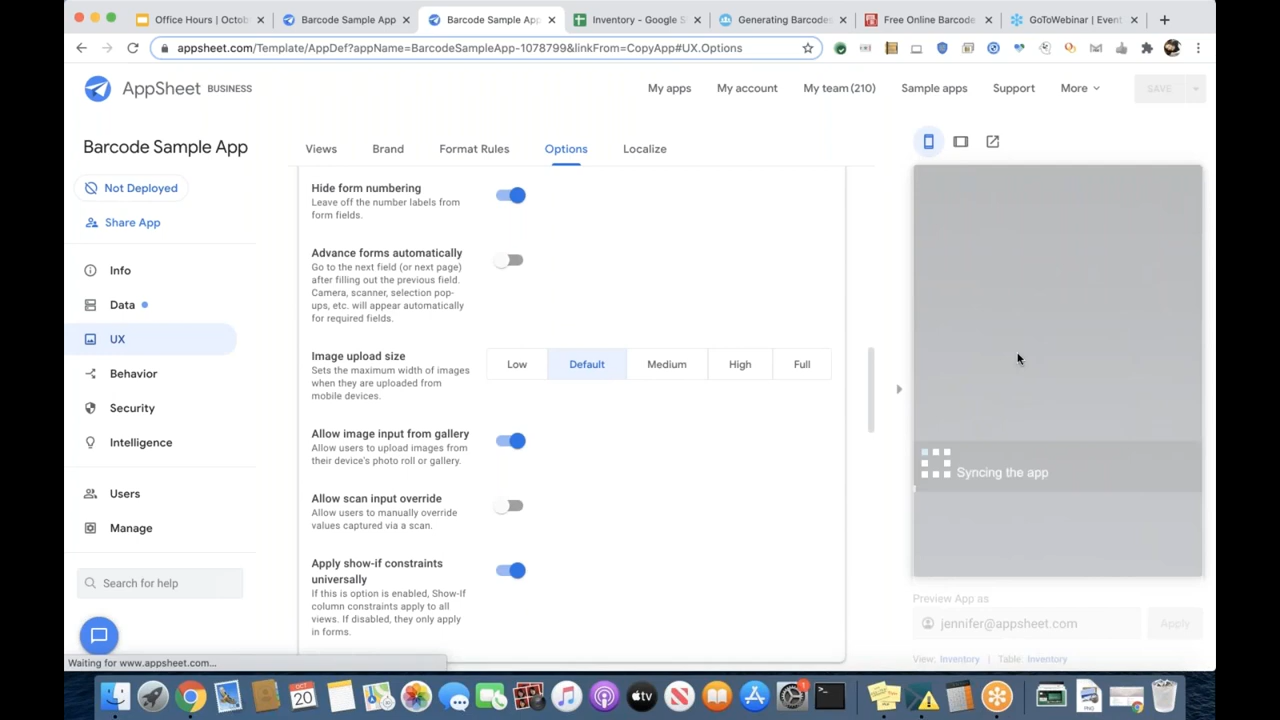 Office Hours | Octob
Barcode Sample App
Barcode Sample App
Inventory - Google S
Generating Barcodes
Free Online Barcode
GoToWebinar | Event
appsheet.com/Template/AppDef?appName=BarcodeSampleApp-1078799&linkFrom=CopyApp#UX.Options
AppSheet BUSINESS
My apps
My account
My team (210)
Sample apps
Support
More
SAVE
Barcode Sample App
Not Deployed
Share App
Info
Data
UX
Behavior
Security
Intelligence
Users
Manage
Search for help
Views
Brand
Format Rules
Options
Localize
Hide form numbering
Leave off the number labels from
form fields.
Advance forms automatically
Go to the next field (or next page)
after filling out the previous field.
Camera, scanner, selection pop-
ups, etc. will appear automatically
for required fields.
Image upload size
Sets the maximum width of images
when they are uploaded from
mobile devices.
Low
Default
Medium
High
Full
Allow image input from gallery
Allow users to upload images from
their device's photo roll or gallery.
Allow scan input override
Allow users to manually override
values captured via a scan.
Apply show-if constraints
universally
If this is option is enabled, Show-If
column constraints apply to all
views. If disabled, they only apply
in forms.
Syncing the app
Preview App as
jennifer@appsheet.com
Apply
View: Inventory | Table: Inventory
Waiting for www.appsheet.com...
OCT
20
tv
1